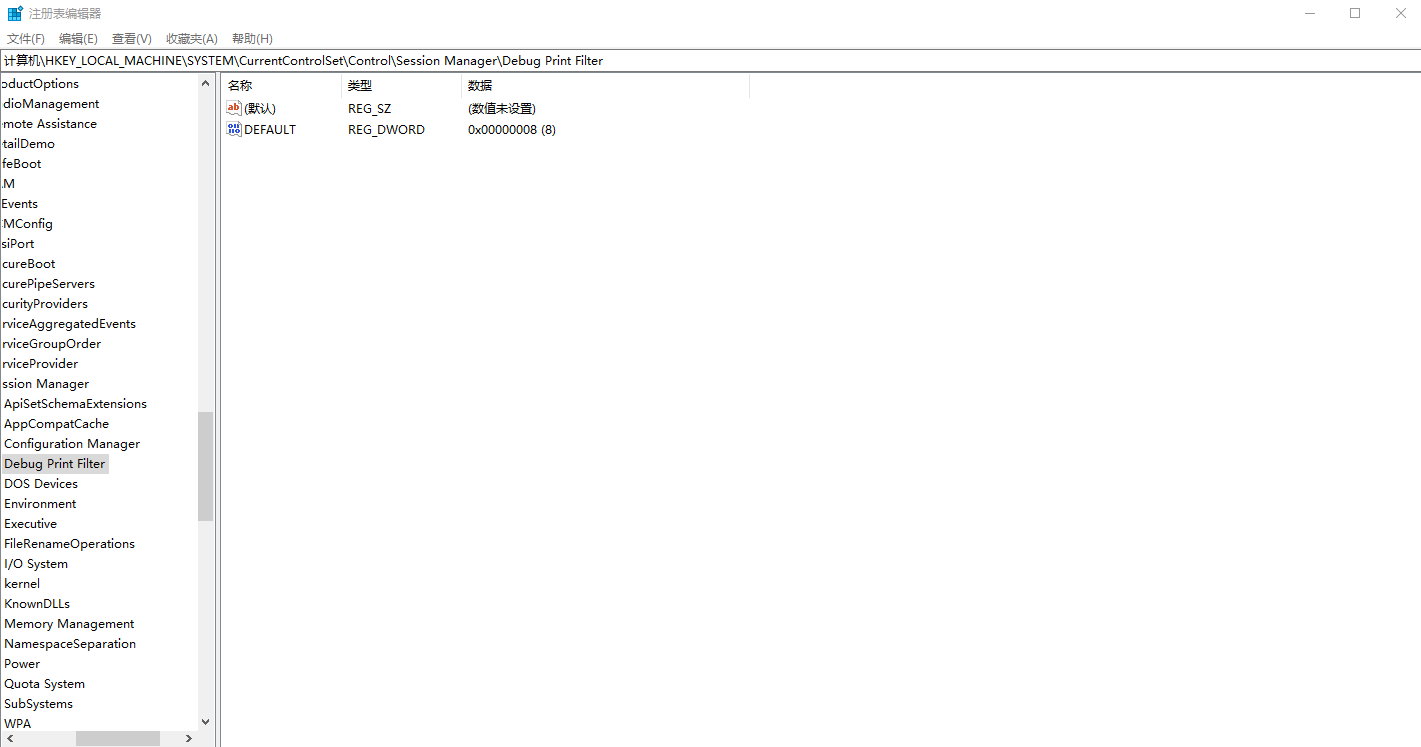 注册表编辑器
文件(F) 编辑(E) 查看(V) 收藏夹(A) 帮助(H)
计算机\HKEY_LOCAL_MACHINE\SYSTEM\CurrentControlSet\Control\Session Manager\Debug Print Filter
oductOptions
dioManagement
mote Assistance
tailDemo
feBoot
M
Events
MConfig
siPort
cureBoot
curePipeServers
curityProviders
rviceAggregatedEvents
rviceGroupOrder
rviceProvider
ssion Manager
ApiSetSchemaExtensions
AppCompatCache
Configuration Manager
Debug Print Filter
DOS Devices
Environment
Executive
FileRenameOperations
I/O System
kernel
KnownDLLs
Memory Management
NamespaceSeparation
Power
Quota System
SubSystems
WPA
名称 类型 数据
(默认) REG_SZ (数值未设置)
DEFAULT REG_DWORD 0x00000008 (8)